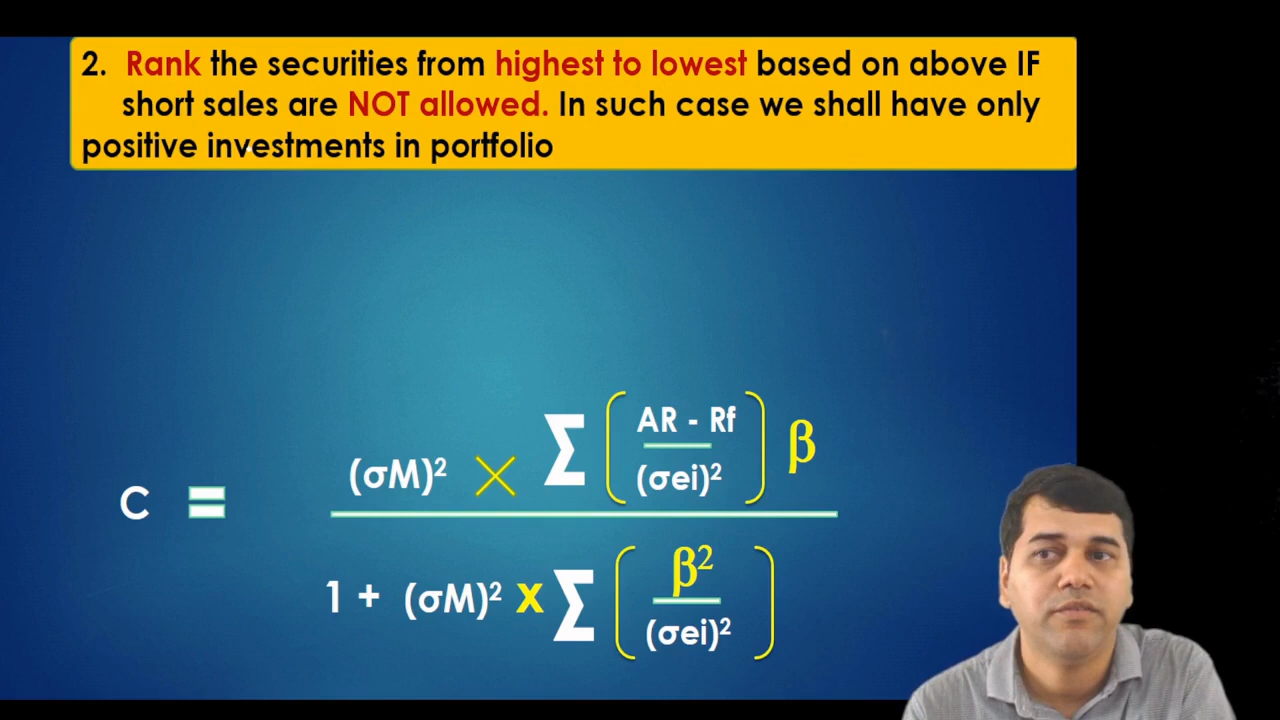 2. Rank the securities from highest to lowest based on above IF
short sales are NOT allowed. In such case we shall have only
positive investments in portfolio
C = (σM)² × Σ ( AR - Rf / (σei)² ) β
1 + (σM)² x Σ ( β² / (σei)² )